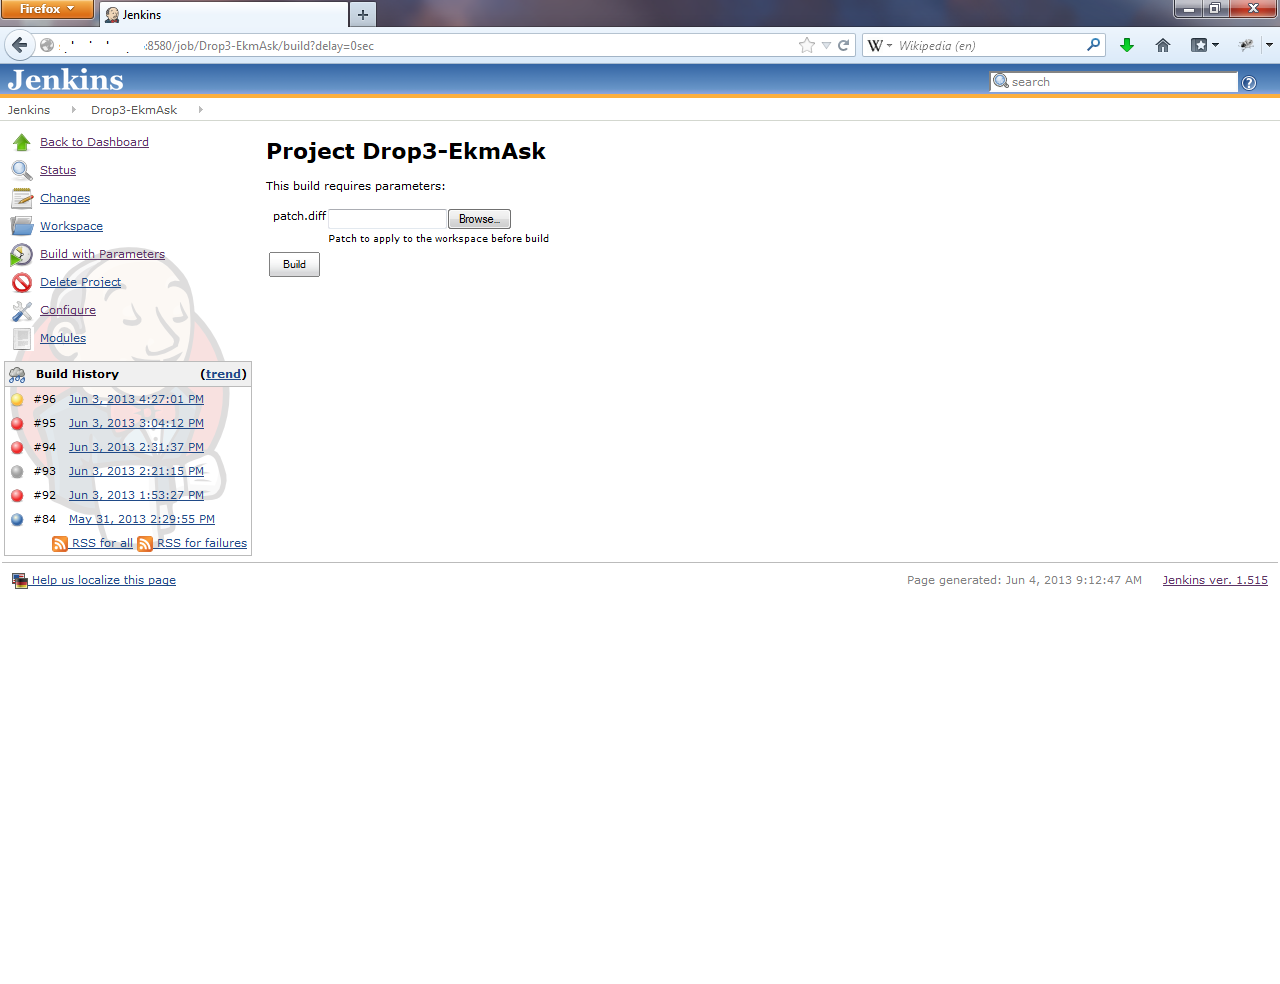 Firefox
Jenkins
:8580/job/Drop3-EkmAsk/build?delay=0sec
W
Wikipedia (en)
Jenkins
search
?
Jenkins
Drop3-EkmAsk
Back to Dashboard
Status
Changes
Workspace
Build with Parameters
Delete Project
Configure
Modules
Build History (trend)
#96 Jun 3, 2013 4:27:01 PM
#95 Jun 3, 2013 3:04:12 PM
#94 Jun 3, 2013 2:31:37 PM
#93 Jun 3, 2013 2:21:15 PM
#92 Jun 3, 2013 1:53:27 PM
#84 May 31, 2013 2:29:55 PM
RSS for all RSS for failures
Project Drop3-EkmAsk
This build requires parameters:
patch.diff Browse...
Patch to apply to the workspace before build
Build
Help us localize this page
Page generated: Jun 4, 2013 9:12:47 AM
Jenkins ver. 1.515